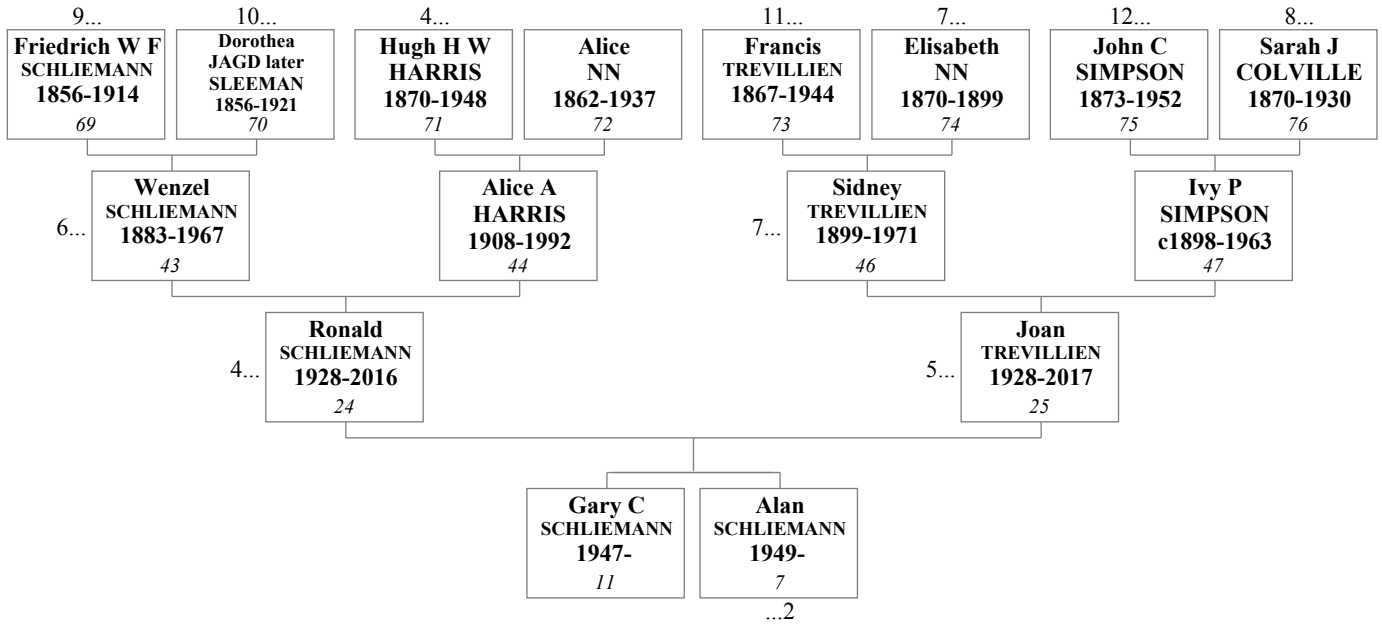 9...
10...
4...
11...
7...
12...
8...
Friedrich W F
SCHLIEMANN
1856-1914
69
Dorothea
JAGD later
SLEEMAN
1856-1921
70
Hugh H W
HARRIS
1870-1948
71
Alice
NN
1862-1937
72
Francis
TREVILLIEN
1867-1944
73
Elisabeth
NN
1870-1899
74
John C
SIMPSON
1873-1952
75
Sarah J
COLVILLE
1870-1930
76
6...
Wenzel
SCHLIEMANN
1883-1967
43
Alice A
HARRIS
1908-1992
44
7...
Sidney
TREVILLIEN
1899-1971
46
Ivy P
SIMPSON
c1898-1963
47
4...
Ronald
SCHLIEMANN
1928-2016
24
5...
Joan
TREVILLIEN
1928-2017
25
Gary C
SCHLIEMANN
1947-
11
Alan
SCHLIEMANN
1949-
7
...2